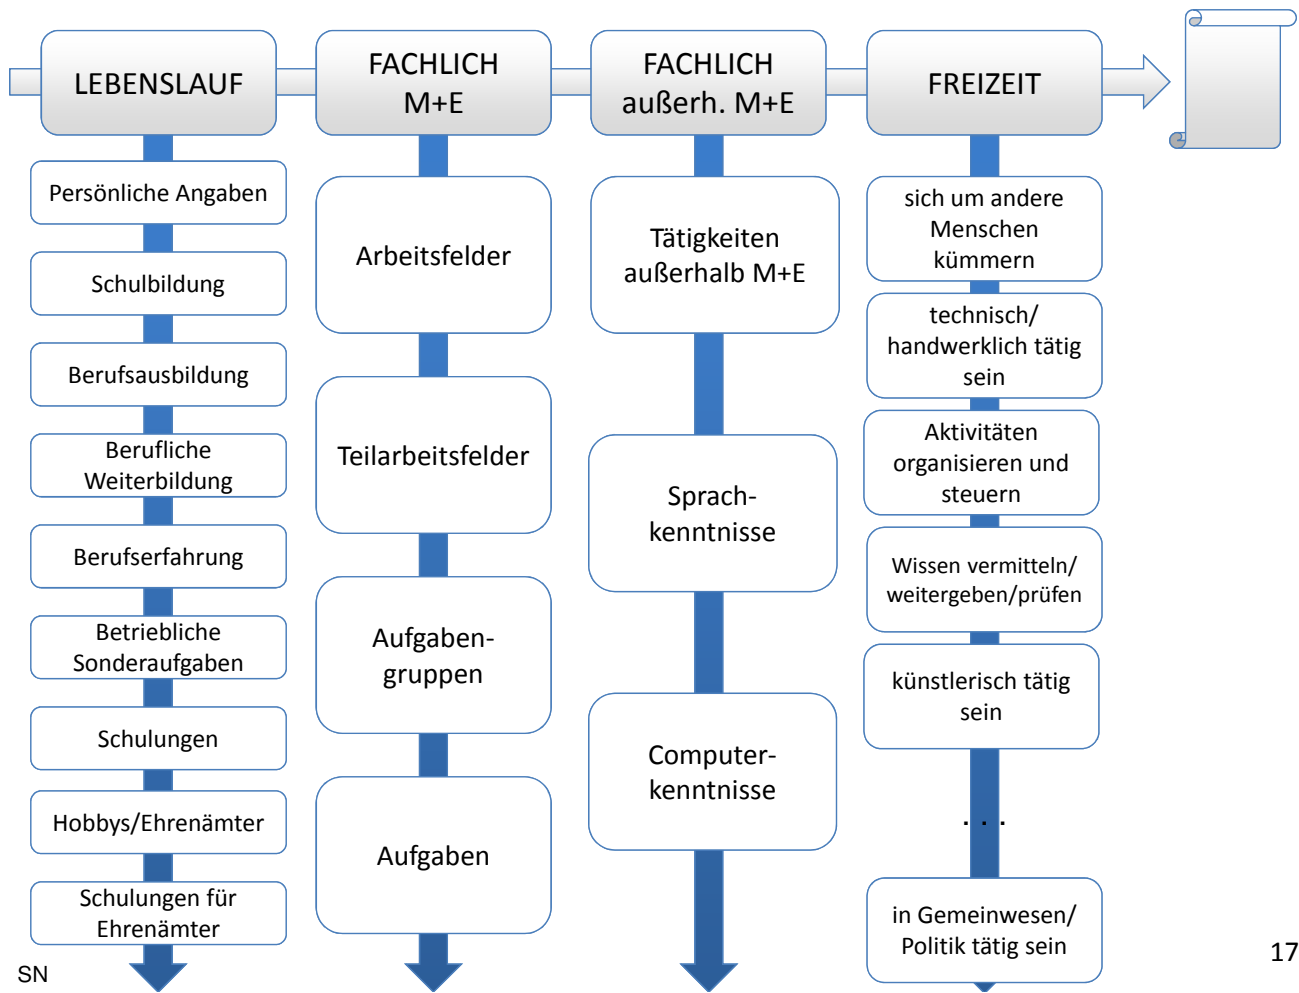 LEBENSLAUF
Persönliche Angaben
Schulbildung
Berufsausbildung
Berufliche
Weiterbildung
Berufserfahrung
Betriebliche
Sonderaufgaben
Schulungen
Hobbys/Ehrenämter
Schulungen für
Ehrenämter
FACHLICH
M+E
Arbeitsfelder
Teilarbeitsfelder
Aufgaben-
gruppen
Aufgaben
FACHLICH
außerh. M+E
Tätigkeiten
außerhalb M+E
Sprach-
kenntnisse
Computer-
kenntnisse
FREIZEIT
sich um andere
Menschen
kümmern
technisch/
handwerklich tätig
sein
Aktivitäten
organisieren und
steuern
Wissen vermitteln/
weitergeben/prüfen
künstlerisch tätig
sein
. . .
in Gemeinwesen/
Politik tätig sein
SN
17